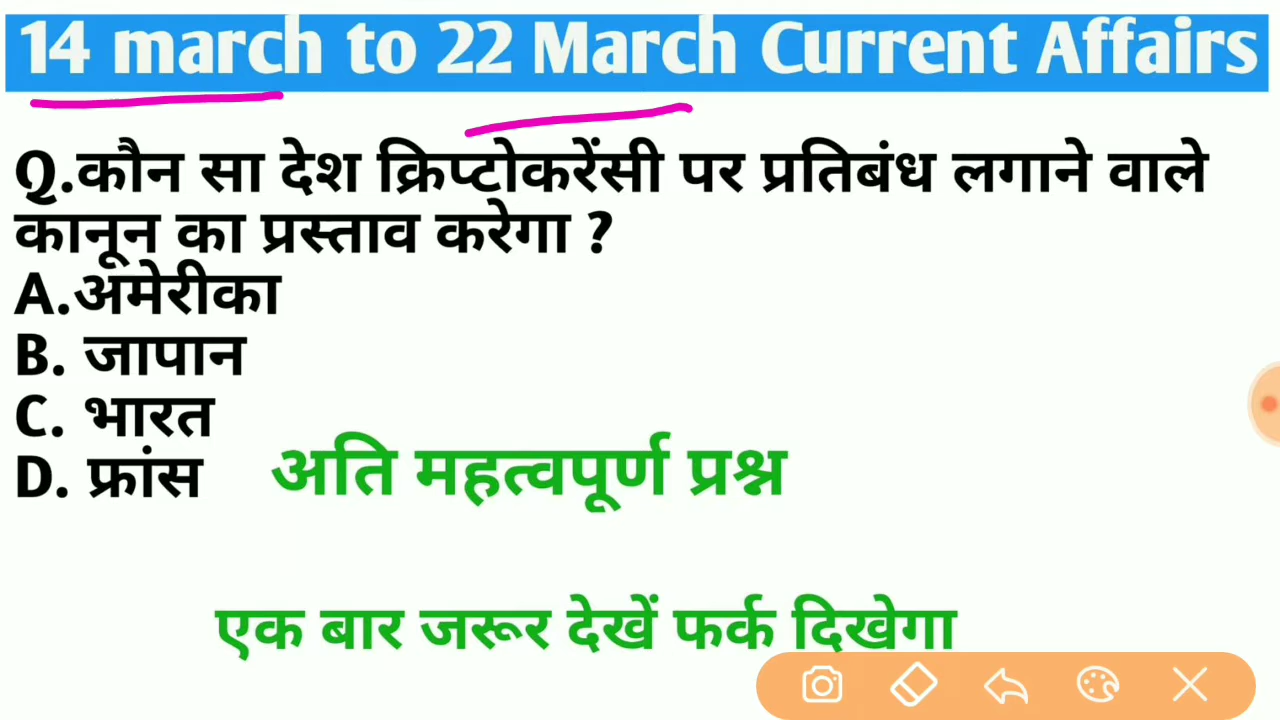 14 march to 22 March Current Affairs
Q.कौन सा देश क्रिप्टोकरेंसी पर प्रतिबंध लगाने वाले
कानून का प्रस्ताव करेगा ?
A.अमेरीका
B. जापान
C. भारत
D. फ्रांस
अति महत्वपूर्ण प्रश्न
एक बार जरूर देखें फर्क दिखेगा